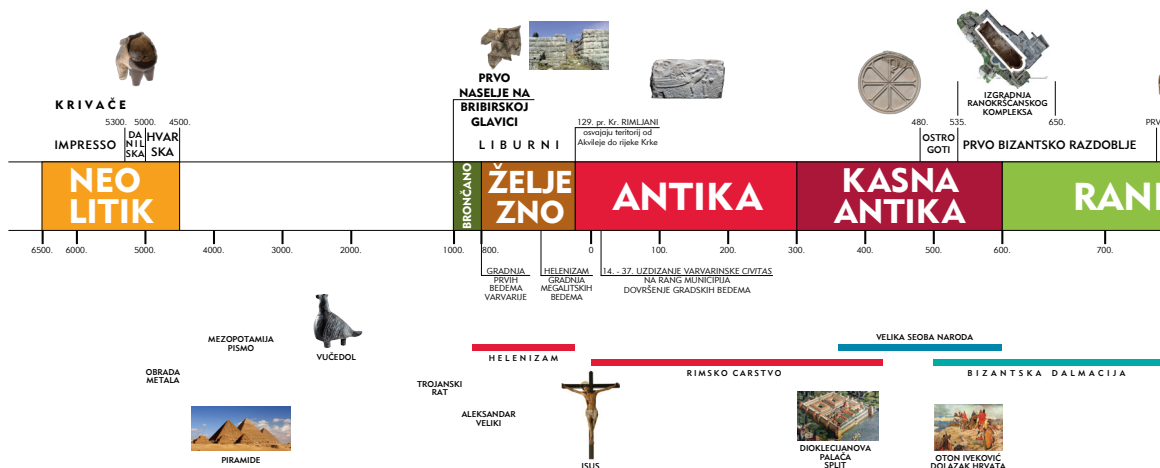 KRIVAČE
5300.
5000.
4500.
IMPRESSO
DA
NIL
SKA
HVAR
SKA
PRVO
NASELJE NA
BRIBIRSKOJ
GLAVICI
LIBURNI
129. pr. Kr. RIMLJANI
osvajaju teritorij od
Akvileje do rijeke Krke
480.
535.
IZGRADNJA
RANOKRŠĆANSKOG
KOMPLEKSA
650.
OSTRO
GOTI
PRVO BIZANTSKO RAZDOBLJE
PRV
NEO
LITIK
BRONČANO
ŽELJE
ZNO
ANTIKA
KASNA
ANTIKA
RANI
6500.
6000.
5000.
4000.
3000.
2000.
1000.
800.
0
100.
200.
300.
400.
500.
600.
700.
GRADNJA
PRVIH
BEDEMA
VARVARIJE
HELENIZAM
GRADNJA
MEGALITSKIH
BEDEMA
14. - 37. UZDIZANJE VARVARINSKE CIVITAS
NA RANG MUNICIPIJA
DOVRŠENJE GRADSKIH BEDEMA
MEZOPOTAMIJA
PISMO
VUČEDOL
OBRADA
METALA
PIRAMIDE
HELENIZAM
TROJANSKI
RAT
ALEKSANDAR
VELIKI
ISUS
VELIKA SEOBA NARODA
RIMSKO CARSTVO
BIZANTSKA DALMACIJA
DIOKLECIJANOVA
PALAČA
SPLIT
OTON IVEKOVIĆ
DOLAZAK HRVATA